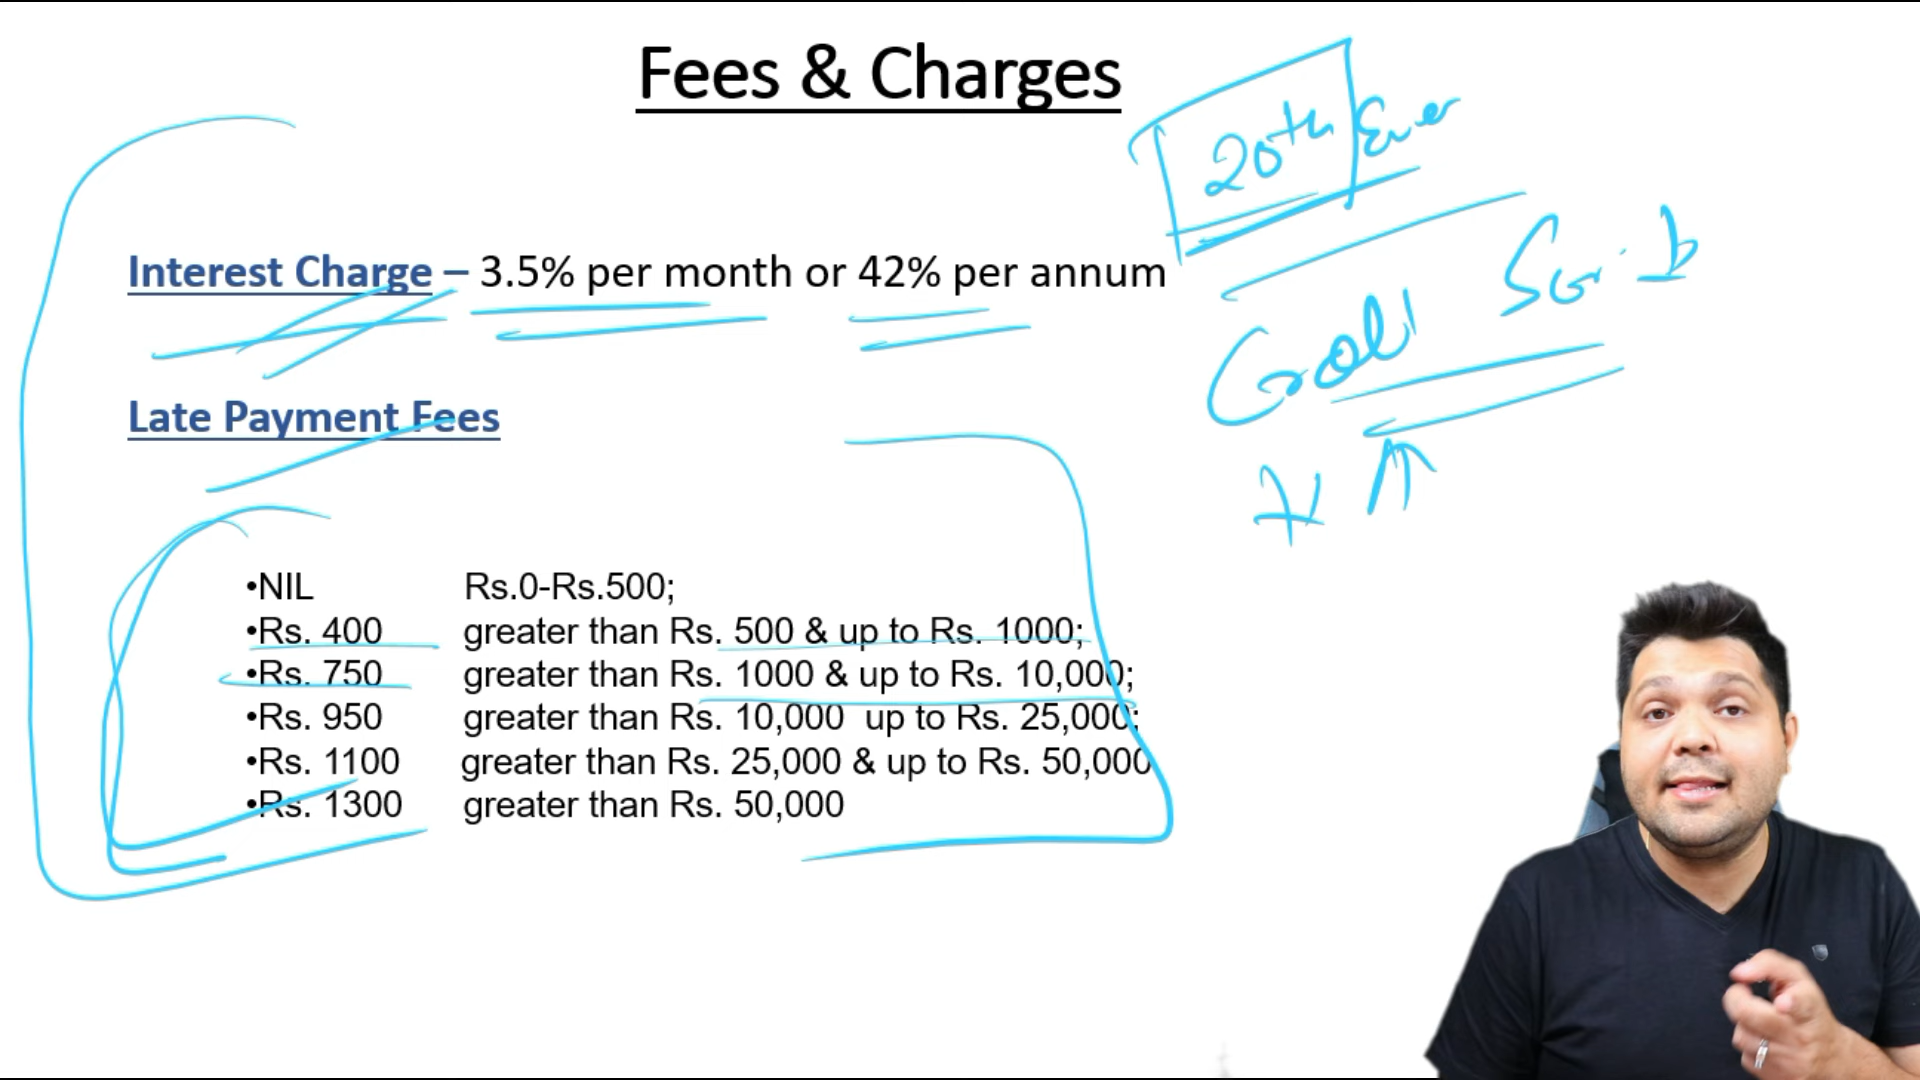 Fees & Charges
20th
Interest Charge – 3.5% per month or 42% per annum
Late Payment Fees
•NIL Rs.0-Rs.500;
•Rs. 400 greater than Rs. 500 & up to Rs. 1000;
•Rs. 750 greater than Rs. 1000 & up to Rs. 10,000;
•Rs. 950 greater than Rs. 10,000 up to Rs. 25,000;
•Rs. 1100 greater than Rs. 25,000 & up to Rs. 50,000
•Rs. 1300 greater than Rs. 50,000